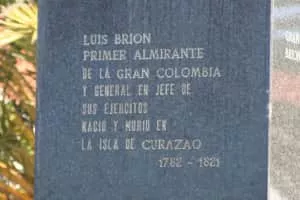 LUIS BRION
PRIMER ALMIRANTE
DE LA GRAN COLOMBIA
Y GENERAL EN JEFE DE
SUS EJERCITOS
NACIO Y MURIO EN
LA ISLA DE CURAZAO
1782 - 1821